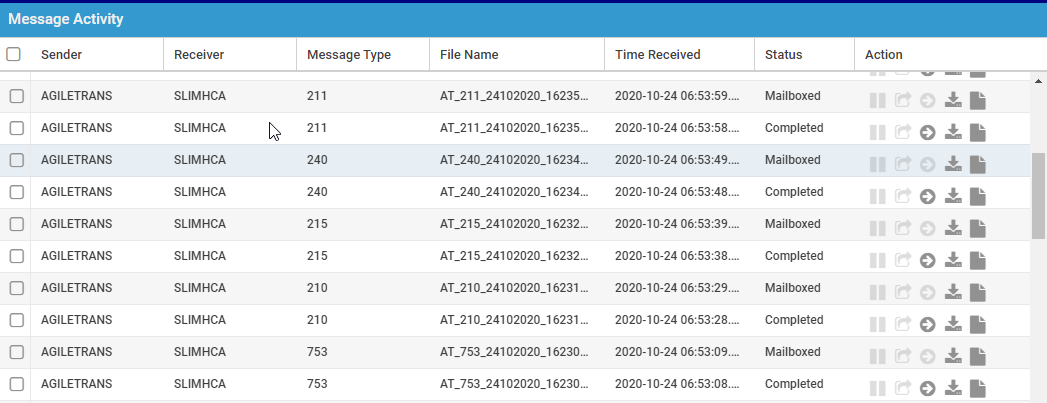 Message Activity
Sender Receiver Message Type File Name Time Received Status Action
AGILETRANS SLIMHCA 211 AT_211_24102020_16235... 2020-10-24 06:53:59.... Mailboxed
AGILETRANS SLIMHCA 211 AT_211_24102020_16235... 2020-10-24 06:53:58.... Completed
AGILETRANS SLIMHCA 240 AT_240_24102020_16234... 2020-10-24 06:53:49.... Mailboxed
AGILETRANS SLIMHCA 240 AT_240_24102020_16234... 2020-10-24 06:53:48.... Completed
AGILETRANS SLIMHCA 215 AT_215_24102020_16232... 2020-10-24 06:53:39.... Mailboxed
AGILETRANS SLIMHCA 215 AT_215_24102020_16232... 2020-10-24 06:53:38.... Completed
AGILETRANS SLIMHCA 210 AT_210_24102020_16231... 2020-10-24 06:53:29.... Mailboxed
AGILETRANS SLIMHCA 210 AT_210_24102020_16231... 2020-10-24 06:53:28.... Completed
AGILETRANS SLIMHCA 753 AT_753_24102020_16230... 2020-10-24 06:53:09.... Mailboxed
AGILETRANS SLIMHCA 753 AT_753_24102020_16230... 2020-10-24 06:53:08.... Completed